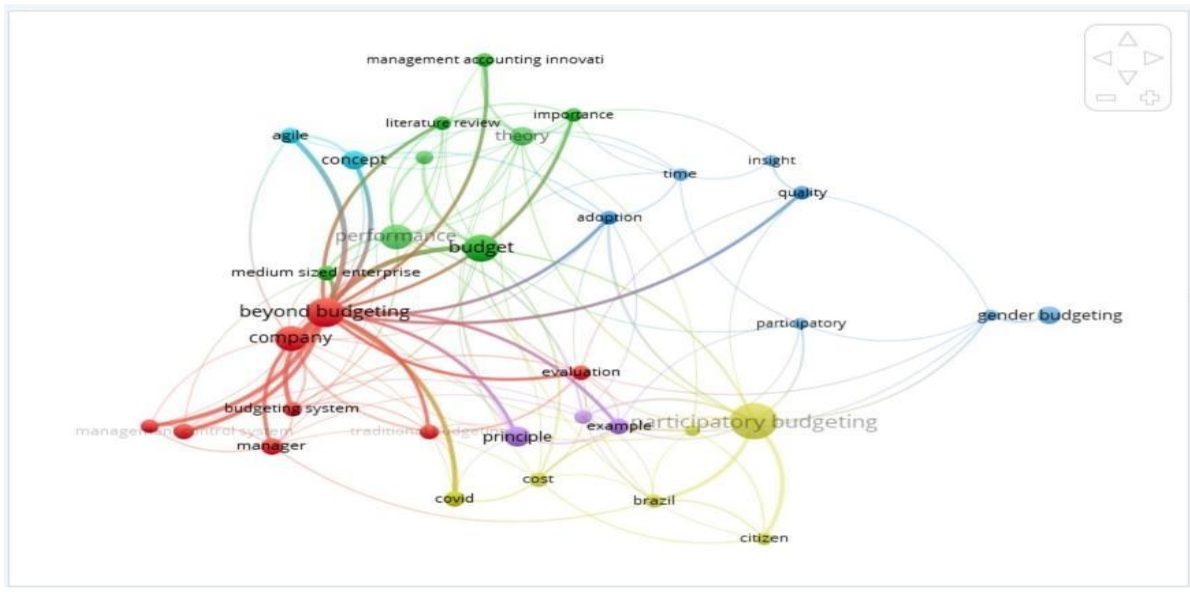 management accounting innovati
importance
literature review
theory
agile
concept
insight
time
quality
adoption
performance
budget
medium sized enterprise
beyond budgeting
gender budgeting
participatory
company
evaluation
budgeting system
participatory budgeting
example
management control system
traditional budgeting
principle
manager
cost
covid
brazil
citizen